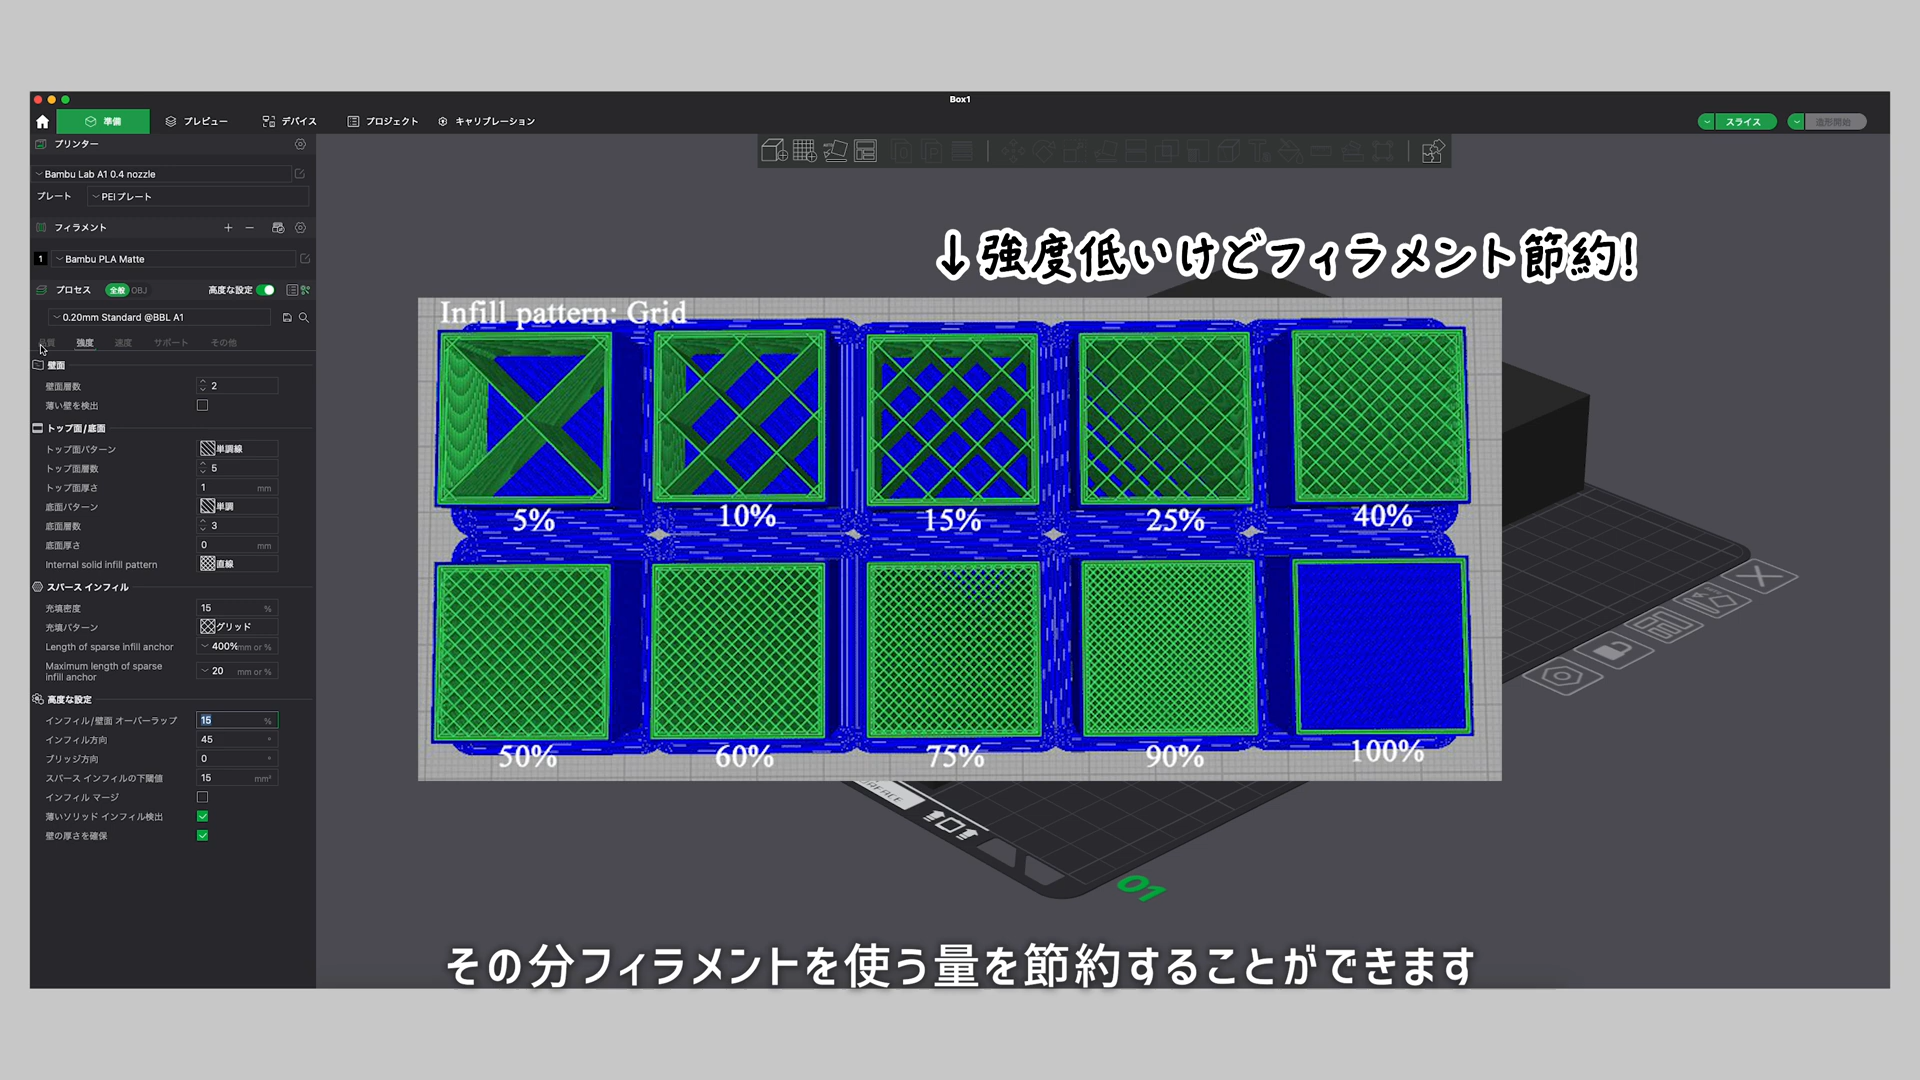 Box1
準備
プレビュー
デバイス
プロジェクト
キャリブレーション
スライス
造形開始
プリンター
Bambu Lab A1 0.4 nozzle
プレート
PEIプレート
フィラメント
1
Bambu PLA Matte
プロセス
全般
OBJ
高度な設定
0.20mm Standard @BBL A1
品質
強度
速度
サポート
その他
壁面
壁面層数 2
薄い壁を検出
トップ面/底面
トップ面パターン 単調線
トップ面層数 5
トップ面厚さ 1 mm
底面パターン 単調
底面層数 3
底面厚さ 0 mm
Internal solid infill pattern 直線
スパース インフィル
充填密度 15 %
充填パターン グリッド
Length of sparse infill anchor 400% mm or %
Maximum length of sparse
infill anchor 20 mm or %
高度な設定
インフィル/壁面 オーバーラップ 15 %
インフィル方向 45 °
ブリッジ方向 0 °
スパース インフィルの下閾値 15 mm²
インフィル マージ
薄いソリッド インフィル検出
壁の厚さを確保
↓強度低いけどフィラメント節約!
Infill pattern: Grid
5%
10%
15%
25%
40%
50%
60%
75%
90%
100%
01
その分フィラメントを使う量を節約することができます